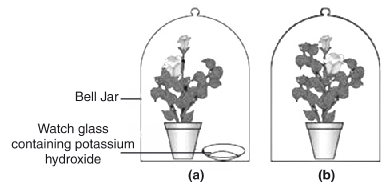 Bell Jar
Watch glass
containing potassium
hydroxide
(a)
(b)